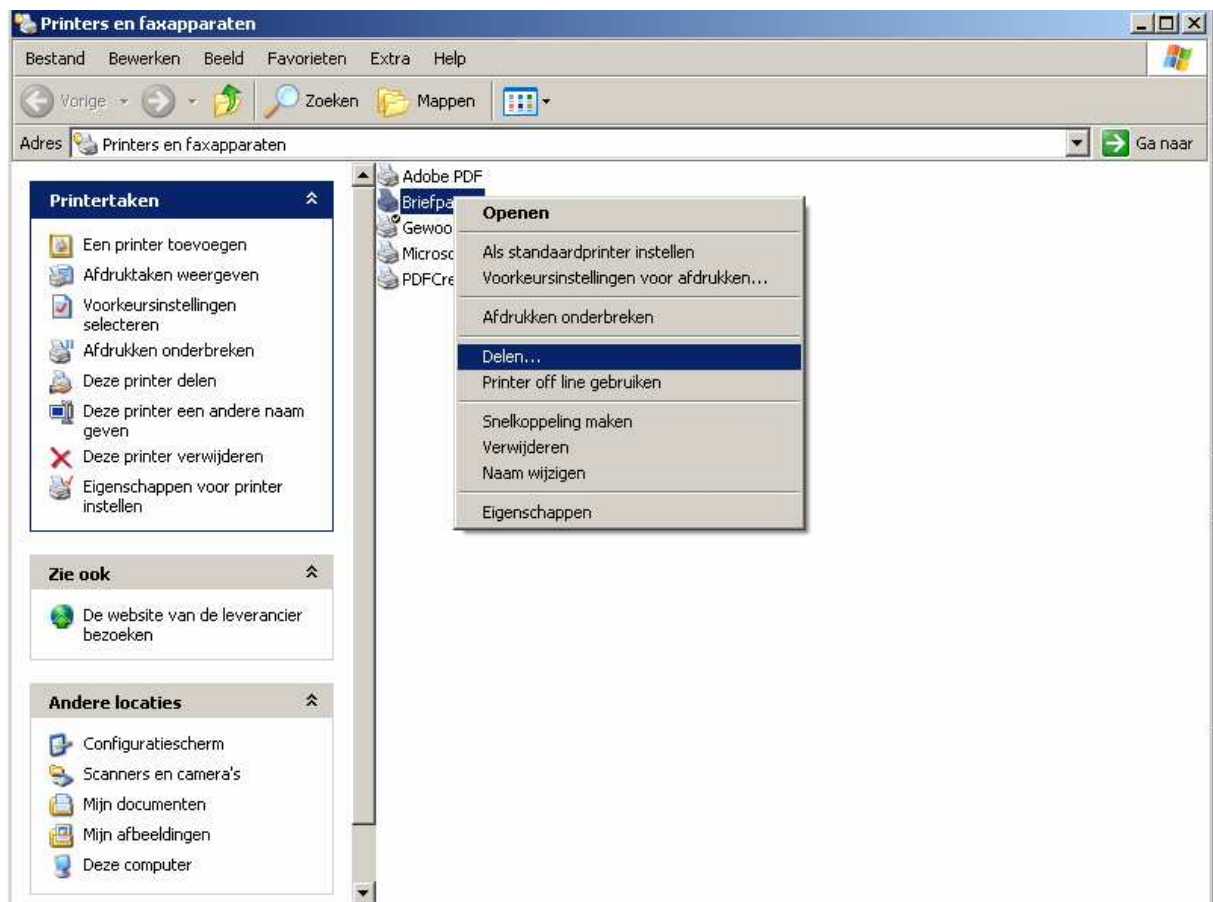 Printers en faxapparaten
Bestand Bewerken Beeld Favorieten Extra Help
Vorige Zoeken Mappen
Adres Printers en faxapparaten Ga naar
Printertaken
Een printer toevoegen
Afdruktaken weergeven
Voorkeursinstellingen
selecteren
Afdrukken onderbreken
Deze printer delen
Deze printer een andere naam
geven
Deze printer verwijderen
Eigenschappen voor printer
instellen
Zie ook
De website van de leverancier
bezoeken
Andere locaties
Configuratiescherm
Scanners en camera's
Mijn documenten
Mijn afbeeldingen
Deze computer
Adobe PDF
Briefpa
Gewoo
Microsc
PDFCre
Openen
Als standaardprinter instellen
Voorkeursinstellingen voor afdrukken...
Afdrukken onderbreken
Delen...
Printer off line gebruiken
Snelkoppeling maken
Verwijderen
Naam wijzigen
Eigenschappen